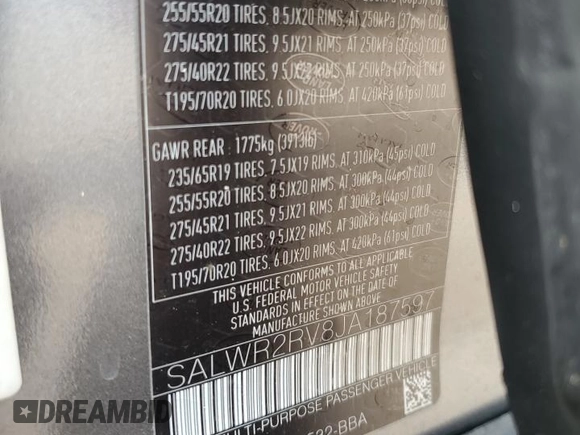 255/55R20 TIRES, 8.5JX20 RIMS, AT 250kPa (37psi) COLD
275/45R21 TIRES, 9.5JX21 RIMS, AT 250kPa (37psi) COLD
275/40R22 TIRES, 9.5JX22 RIMS, AT 250kPa (37psi) COLD
T195/70R20 TIRES, 6.0JX20 RIMS, AT 420kPa (61psi) COLD
GAWR REAR : 1775kg (3913lb)
235/65R19 TIRES, 7.5JX19 RIMS, AT 310kPa (45psi) COLD
255/55R20 TIRES, 8.5JX20 RIMS, AT 300kPa (44psi) COLD
275/45R21 TIRES, 9.5JX21 RIMS, AT 300kPa (44psi) COLD
275/40R22 TIRES, 9.5JX22 RIMS, AT 300kPa (44psi) COLD
T195/70R20 TIRES, 6.0JX20 RIMS, AT 420kPa (61psi) COLD
THIS VEHICLE CONFORMS TO ALL APPLICABLE
U.S. FEDERAL MOTOR VEHICLE SAFETY
STANDARDS IN EFFECT ON THE DATE
SALWR2RV8JA187597
MULTI-PURPOSE PASSENGER VEHICLE
522-BBA
DREAMBID
.COM